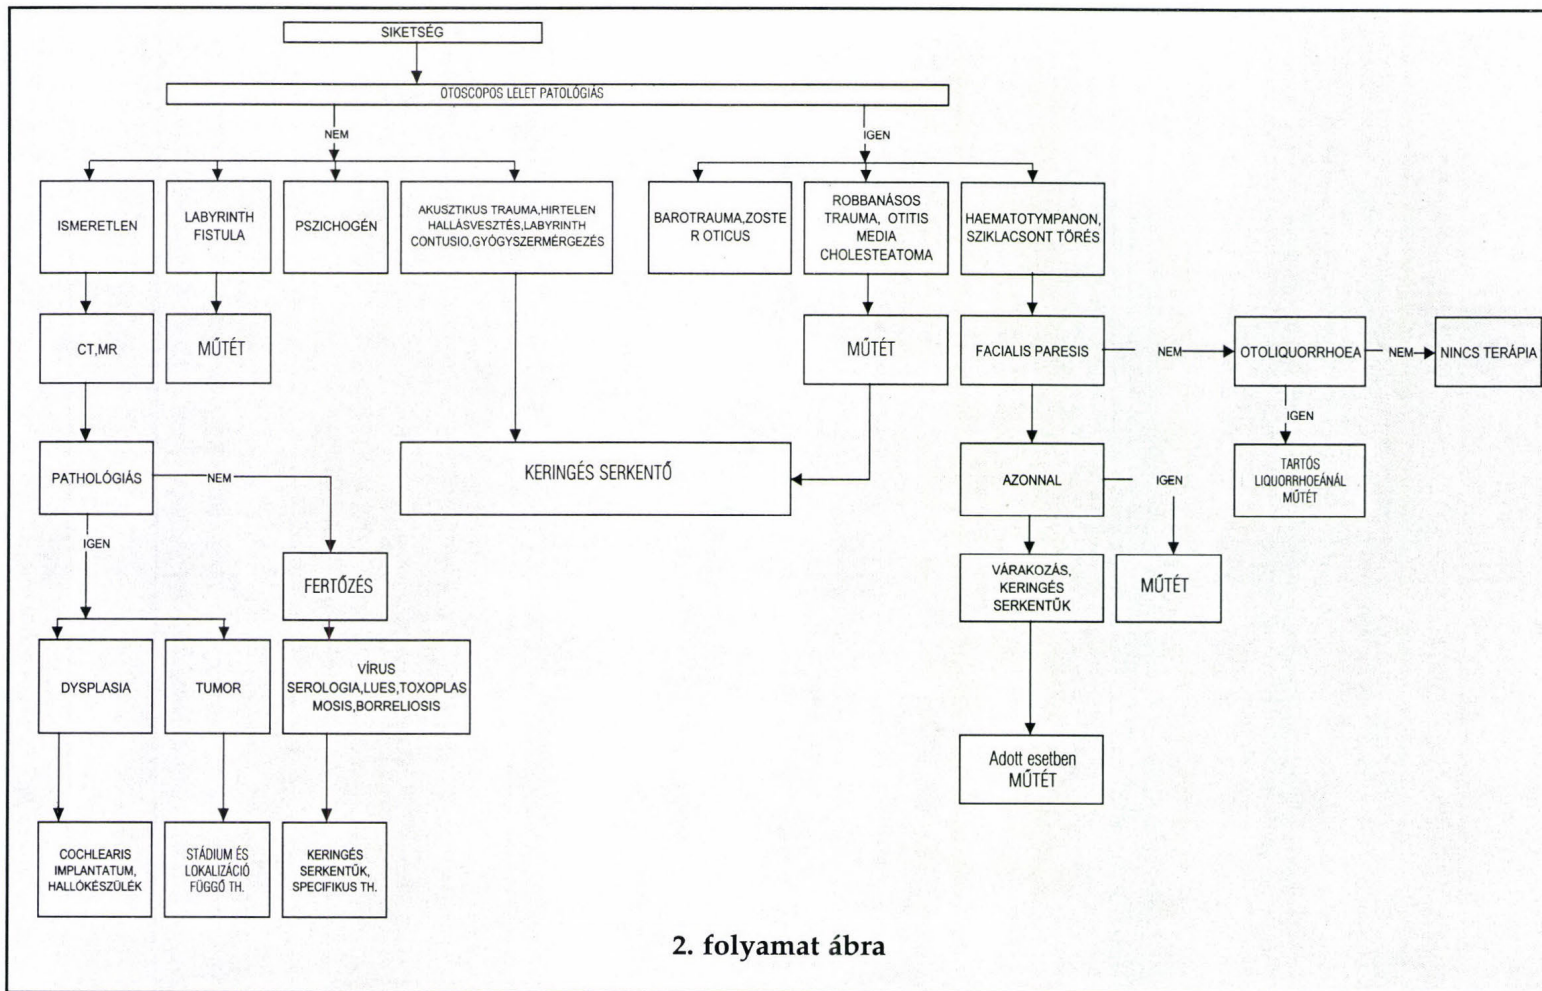 SIKETSÉG
OTOSCOPOS LELET PATOLÓGIÁS
NEM
IGEN
ISMERETLEN
LABYRINTH
FISTULA
PSZICHOGÉN
AKUSZTIKUS TRAUMA,HIRTELEN
HALLÁSVESZTÉS,LABYRINTH
CONTUSIO,GYÓGYSZERMÉRGEZÉS
BAROTRAUMA,ZOSTE
R OTICUS
ROBBANÁSOS
TRAUMA, OTITIS
MEDIA
CHOLESTEATOMA
HAEMATOTYMPANON,
SZIKLACSONT TÖRÉS
CT,MR
MŰTÉT
MŰTÉT
FACIALIS PARESIS
NEM
OTOLIQUORRHOEA
NEM
NINCS TERÁPIA
IGEN
PATHOLÓGIÁS
NEM
KERINGÉS SERKENTŐ
AZONNAL
IGEN
TARTÓS
LIQUORRHOEÁNÁL
MŰTÉT
IGEN
FERTŐZÉS
VÁRAKOZÁS,
KERINGÉS
SERKENTŰK
MŰTÉT
DYSPLASIA
TUMOR
VÍRUS
SEROLOGIA,LUES,TOXOPLAS
MOSIS,BORRELIOSIS
Adott esetben
MŰTÉT
COCHLEARIS
IMPLANTATUM,
HALLÓKÉSZÜLÉK
STÁDIUM ÉS
LOKALIZÁCIÓ
FÜGGŐ TH.
KERINGÉS
SERKENTŰK,
SPECIFIKUS TH.
2. folyamat ábra